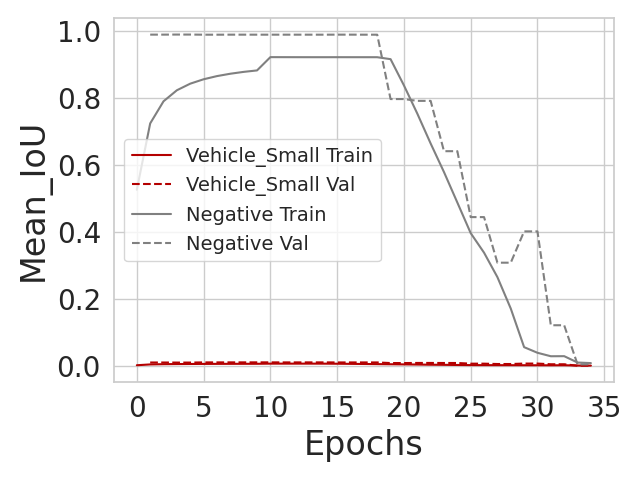 1.0
0.8
0.6
0.4
0.2
0.0
Mean_IoU
Vehicle_Small Train
Vehicle_Small Val
Negative Train
Negative Val
0 5 10 15 20 25 30 35
Epochs